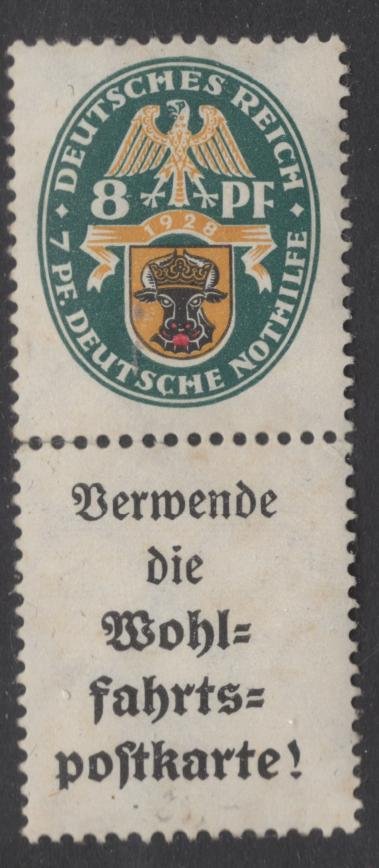 DEUTSCHES REICH
8 PF
1928
7 PF. DEUTSCHE NOTHILFE
Verwende
die
Wohl=
fahrts=
poſtkarte!